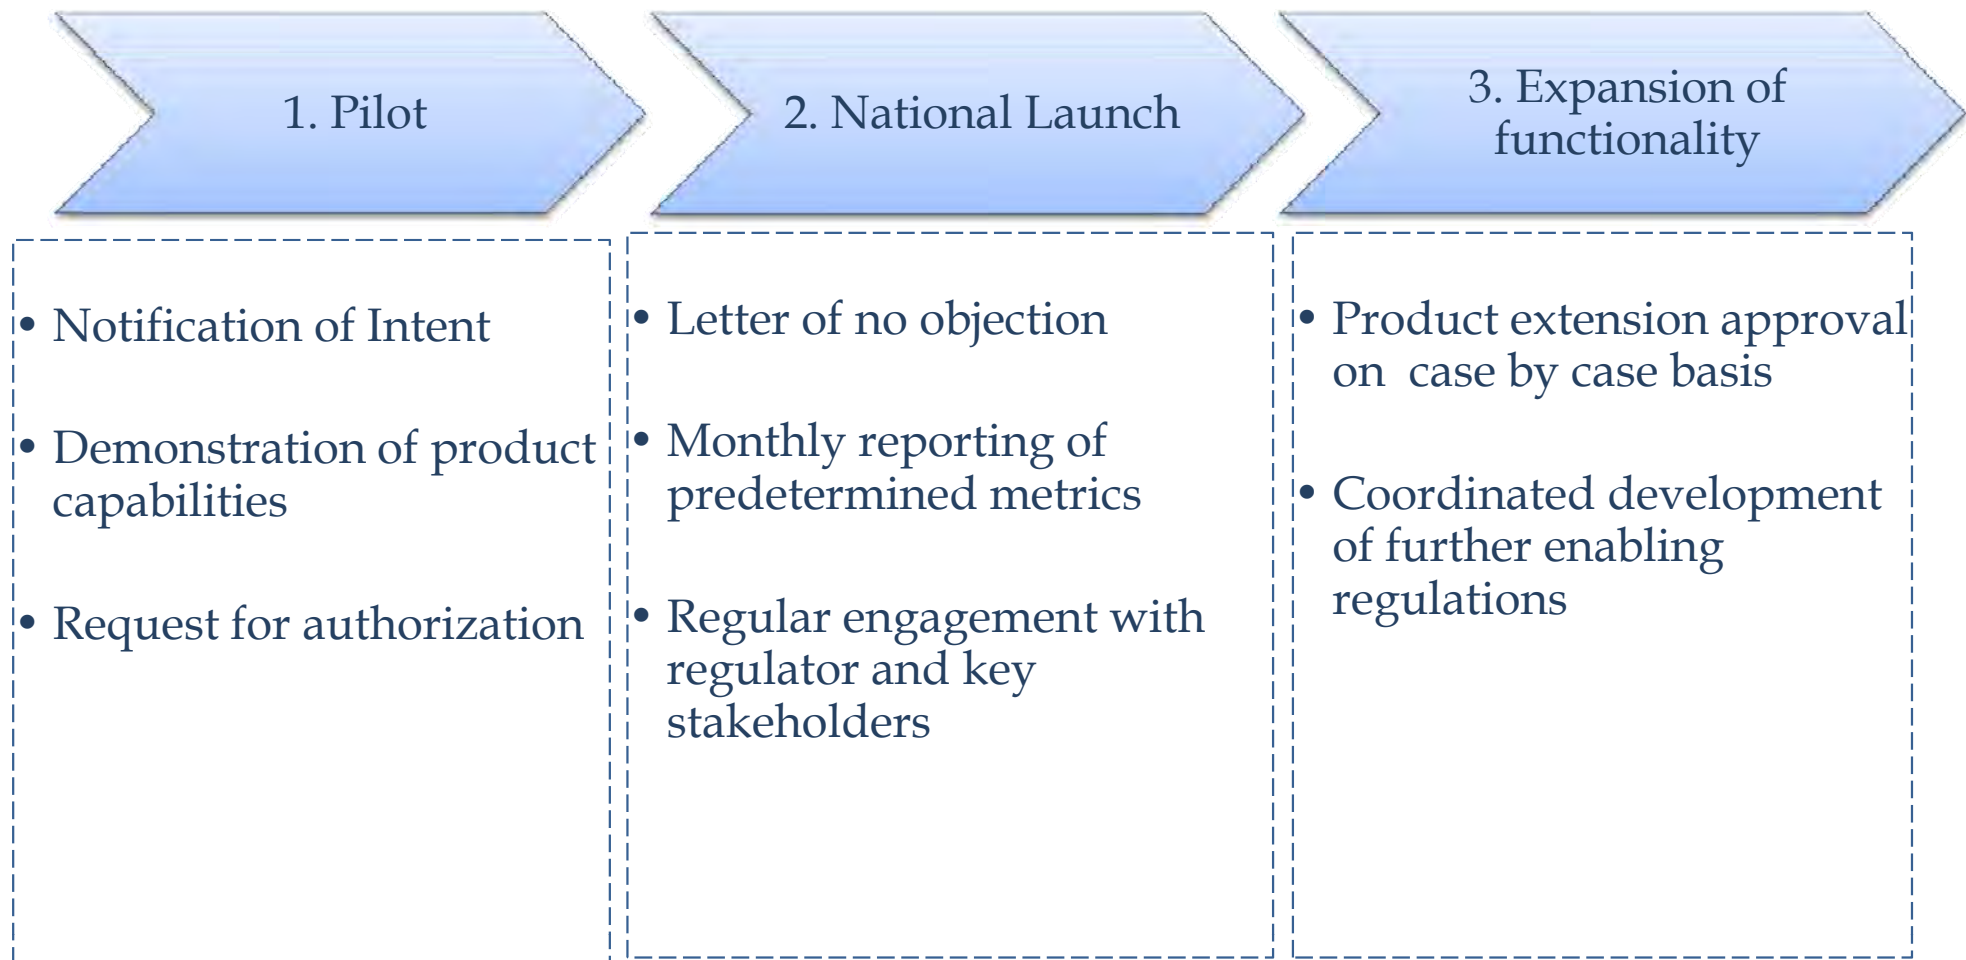 1. Pilot
• Notification of Intent
• Demonstration of product
capabilities
• Request for authorization
2. National Launch
• Letter of no objection
• Monthly reporting of
predetermined metrics
• Regular engagement with
regulator and key
stakeholders
3. Expansion of
functionality
• Product extension approval
on  case by case basis
• Coordinated development
of further enabling
regulations